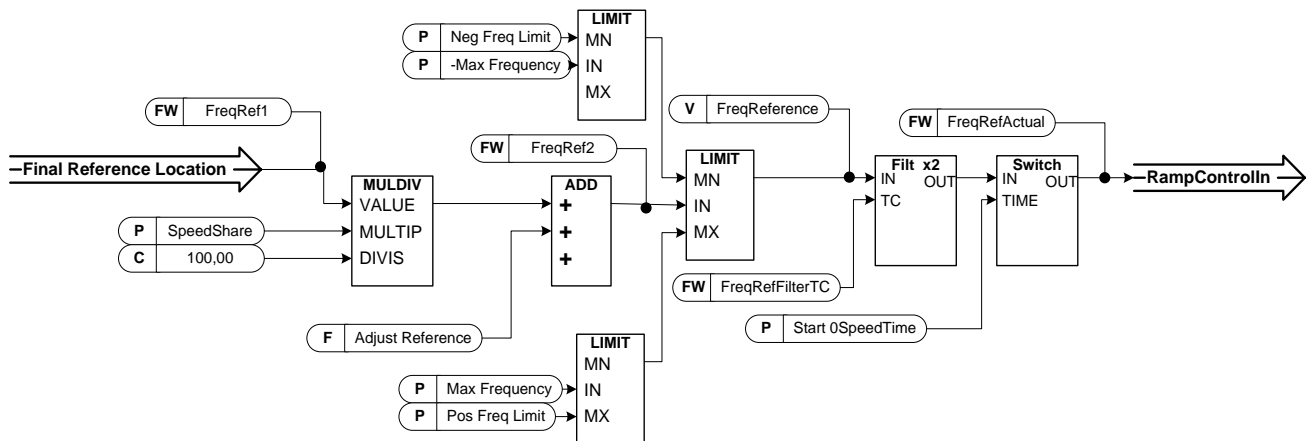 LIMIT
P Neg Freq Limit
MN
P -Max Frequency
IN
MX
FW FreqRef1
V FreqReference
FW FreqRefActual
FW FreqRef2
Final Reference Location
MULDIV
VALUE
P SpeedShare
MULTIP
C 100,00
DIVIS
ADD
+
+
+
LIMIT
MN
IN
MX
Filt x2
IN OUT
TC
Switch
IN OUT
TIME
RampControlIn
FW FreqRefFilterTC
F Adjust Reference
P Start 0SpeedTime
LIMIT
MN
P Max Frequency
IN
P Pos Freq Limit
MX